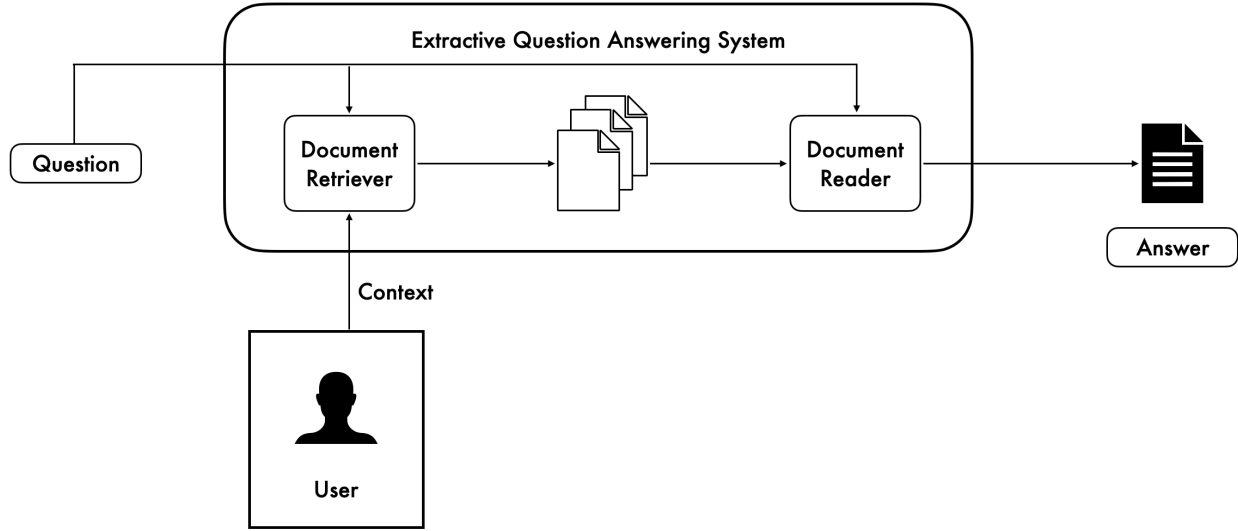 Extractive Question Answering System
Question
Document
Retriever
Document
Reader
Answer
Context
User